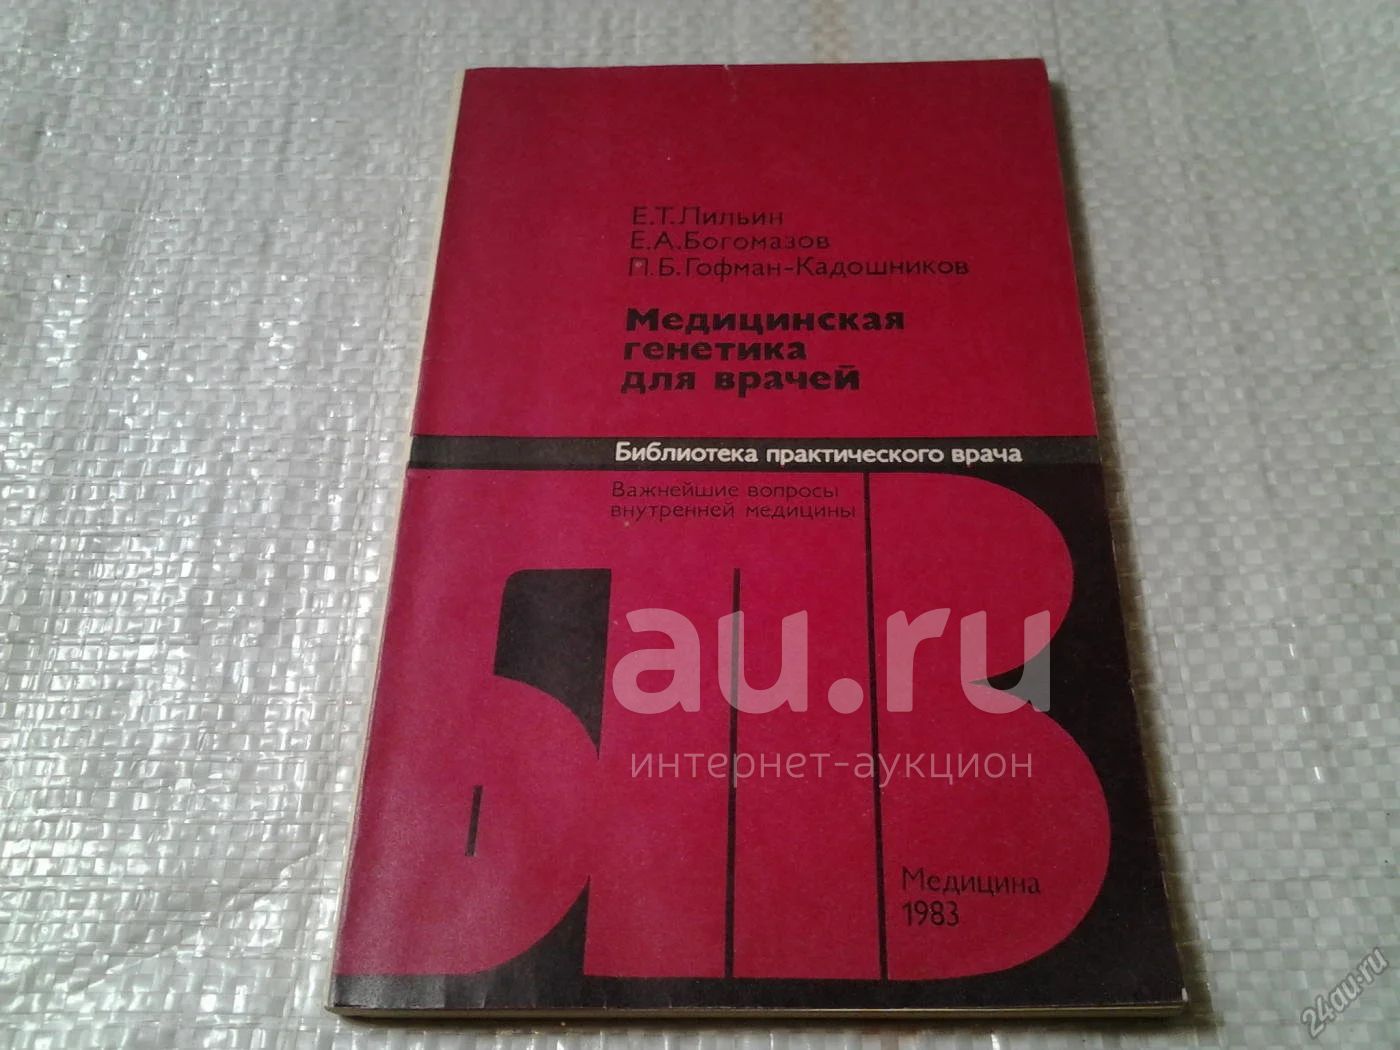 Е.Т.Лильин
Е.А.Богомазов
П.Б.Гофман-Кадошников
Медицинская
генетика
для врачей
Библиотека практического врача
Важнейшие вопросы
внутренней медицины
БПВ
au.ru
интернет-аукцион
Медицина
1983
24au.ru